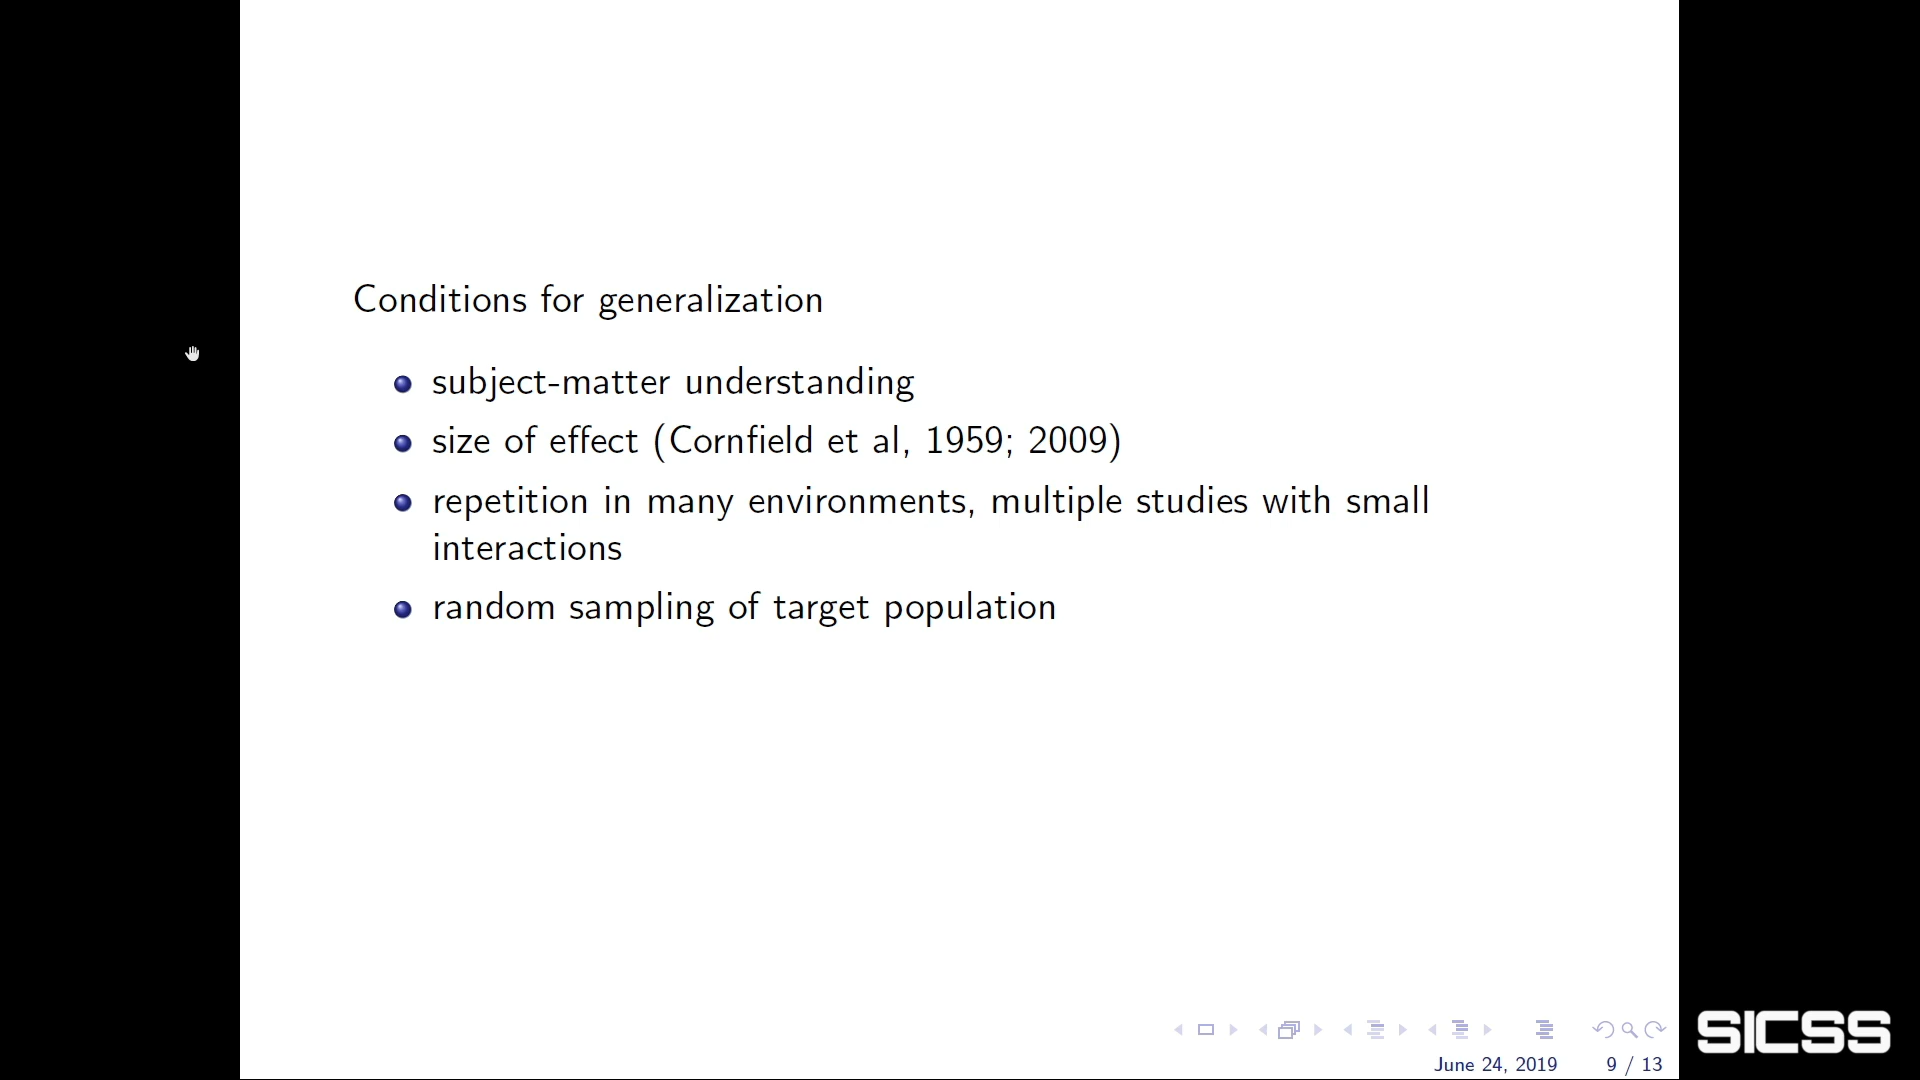 Conditions for generalization
subject-matter understanding
size of effect (Cornfield et al, 1959; 2009)
repetition in many environments, multiple studies with small
interactions
random sampling of target population
June 24, 2019 9 / 13
SICSS